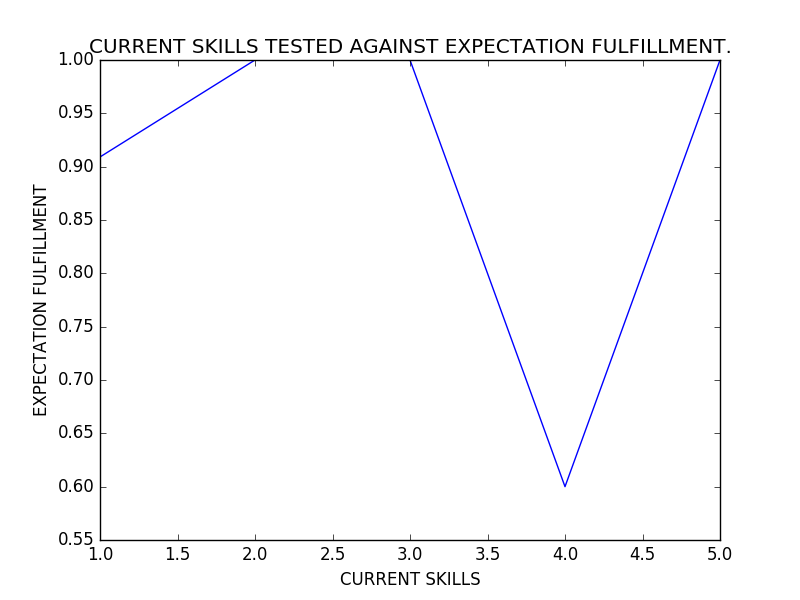 CURRENT SKILLS TESTED AGAINST EXPECTATION FULFILLMENT.
1.00
0.95
0.90
0.85
0.80
0.75
0.70
0.65
0.60
0.55
EXPECTATION FULFILLMENT
1.0 1.5 2.0 2.5 3.0 3.5 4.0 4.5 5.0
CURRENT SKILLS